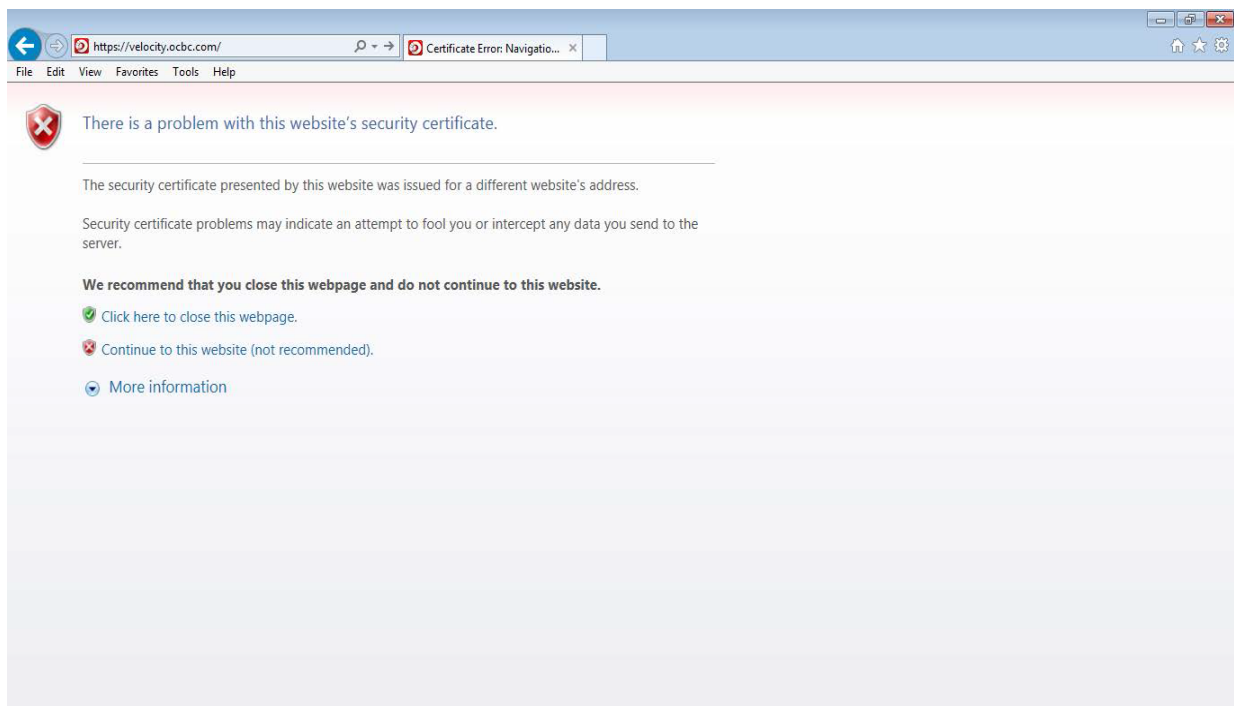 https://velocity.ocbc.com/
Certificate Error: Navigatio...
File Edit View Favorites Tools Help
There is a problem with this website's security certificate.
The security certificate presented by this website was issued for a different website's address.
Security certificate problems may indicate an attempt to fool you or intercept any data you send to the
server.
We recommend that you close this webpage and do not continue to this website.
Click here to close this webpage.
Continue to this website (not recommended).
More information